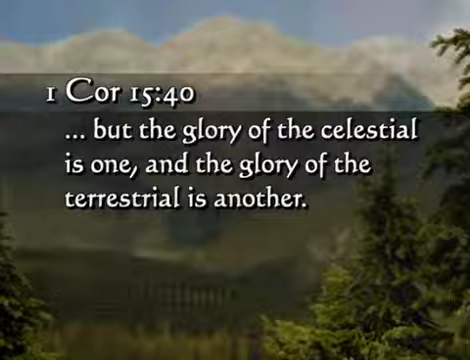 1 Cor 15:40
... but the glory of the celestial
is one, and the glory of the
terrestrial is another.